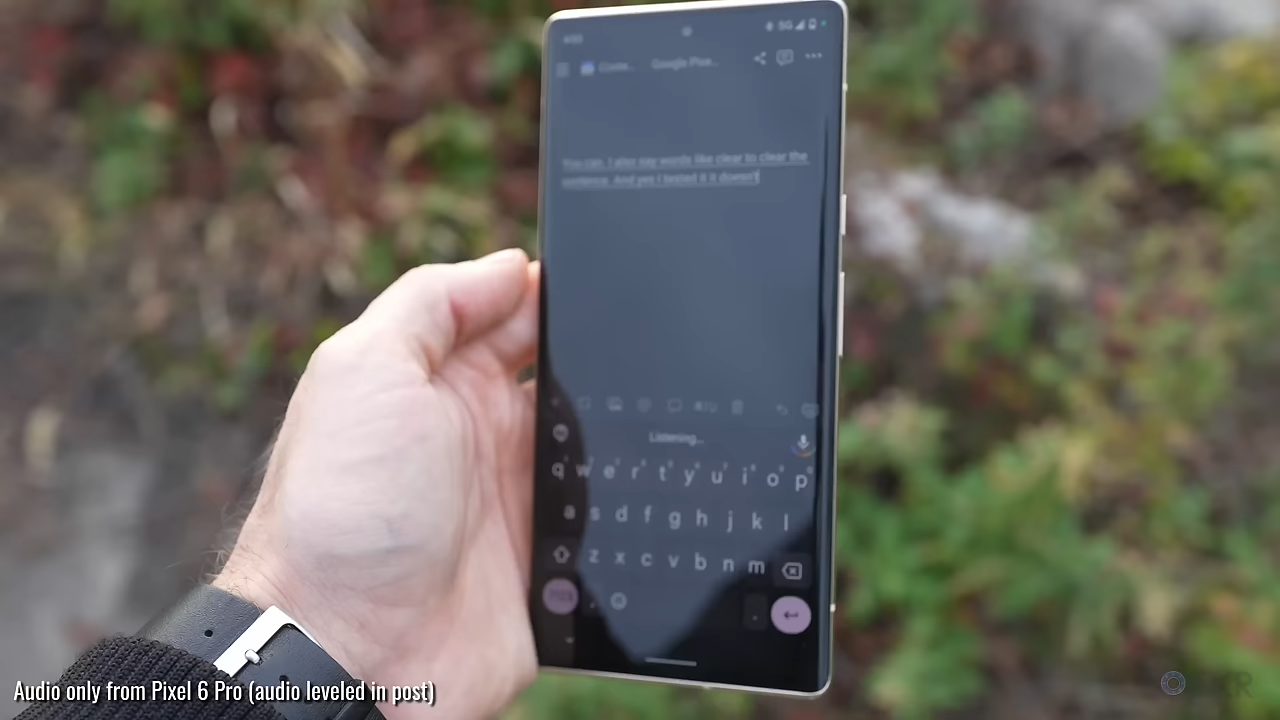 5G
Google Pixe...
You can. I also say words like clear to clear the
sentence. And yes I tested it it doesn't
Listening...
q w e r t y u i o p
a s d f g h j k l
z x c v b n m
Audio only from Pixel 6 Pro (audio leveled in post)